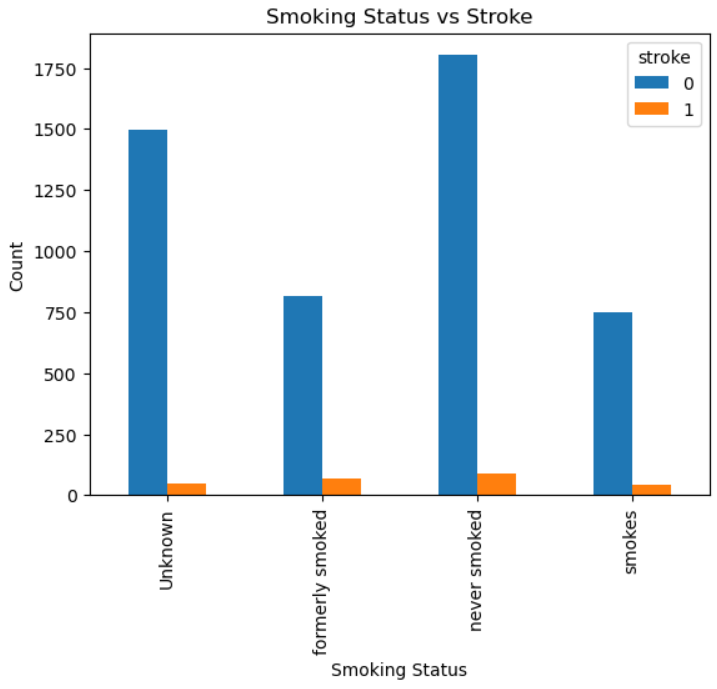 Smoking Status vs Stroke
stroke
0
1
Count
1750
1500
1250
1000
750
500
250
0
Unknown
formerly smoked
never smoked
smokes
Smoking Status